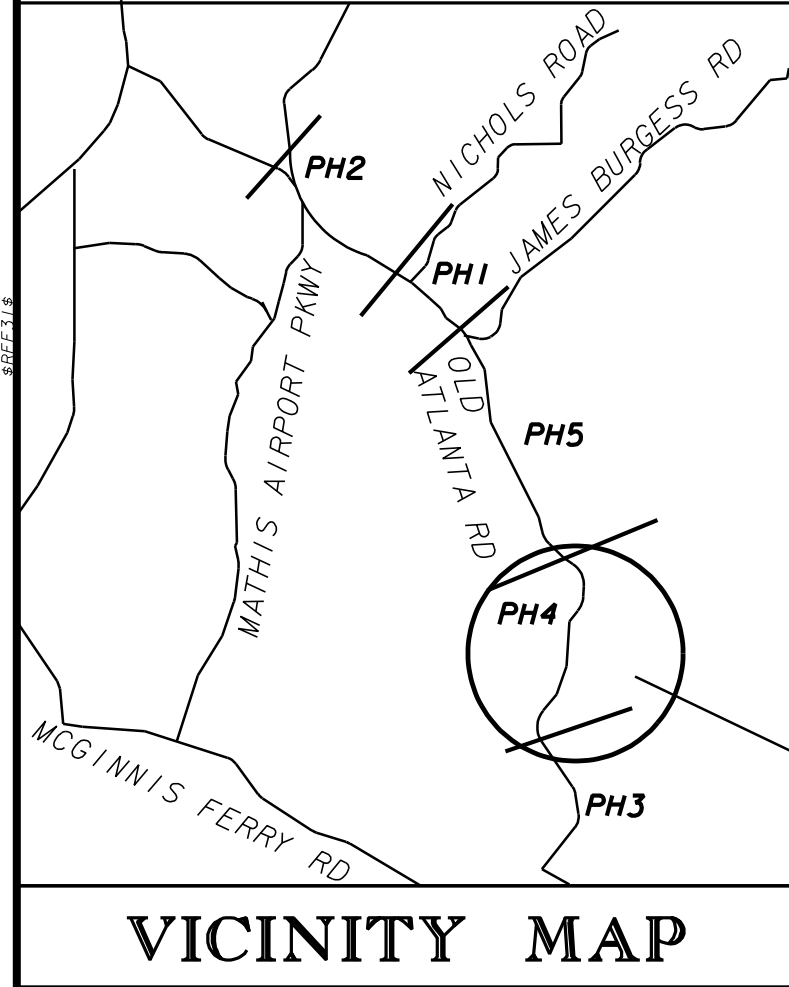 NICHOLS ROAD
JAMES BURGESS RD
PH2
PH1
$REF31$
MATHIS AIRPORT PKWY
OLD
ATLANTA RD
PH5
PH4
MCGINNIS FERRY RD
PH3
VICINITY MAP